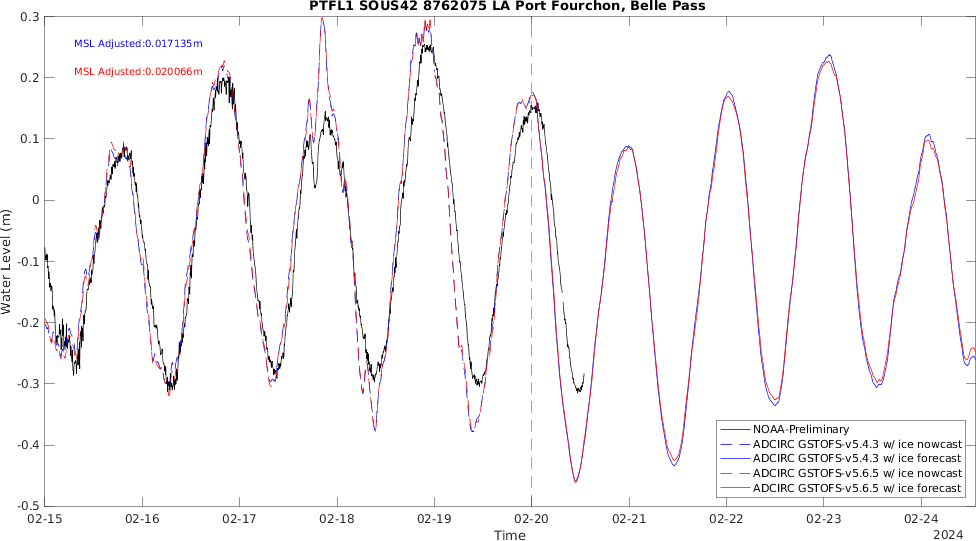 PTFL1 SOUS42 8762075 LA Port Fourchon, Belle Pass
MSL Adjusted:0.017135m
MSL Adjusted:0.020066m
Water Level (m)
0.3
0.2
0.1
0
-0.1
-0.2
-0.3
-0.4
-0.5
NOAA-Preliminary
ADCIRC GSTOFS-v5.4.3 w/ ice nowcast
ADCIRC GSTOFS-v5.4.3 w/ ice forecast
ADCIRC GSTOFS-v5.6.5 w/ ice nowcast
ADCIRC GSTOFS-v5.6.5 w/ ice forecast
02-15 02-16 02-17 02-18 02-19 02-20 02-21 02-22 02-23 02-24
Time
2024